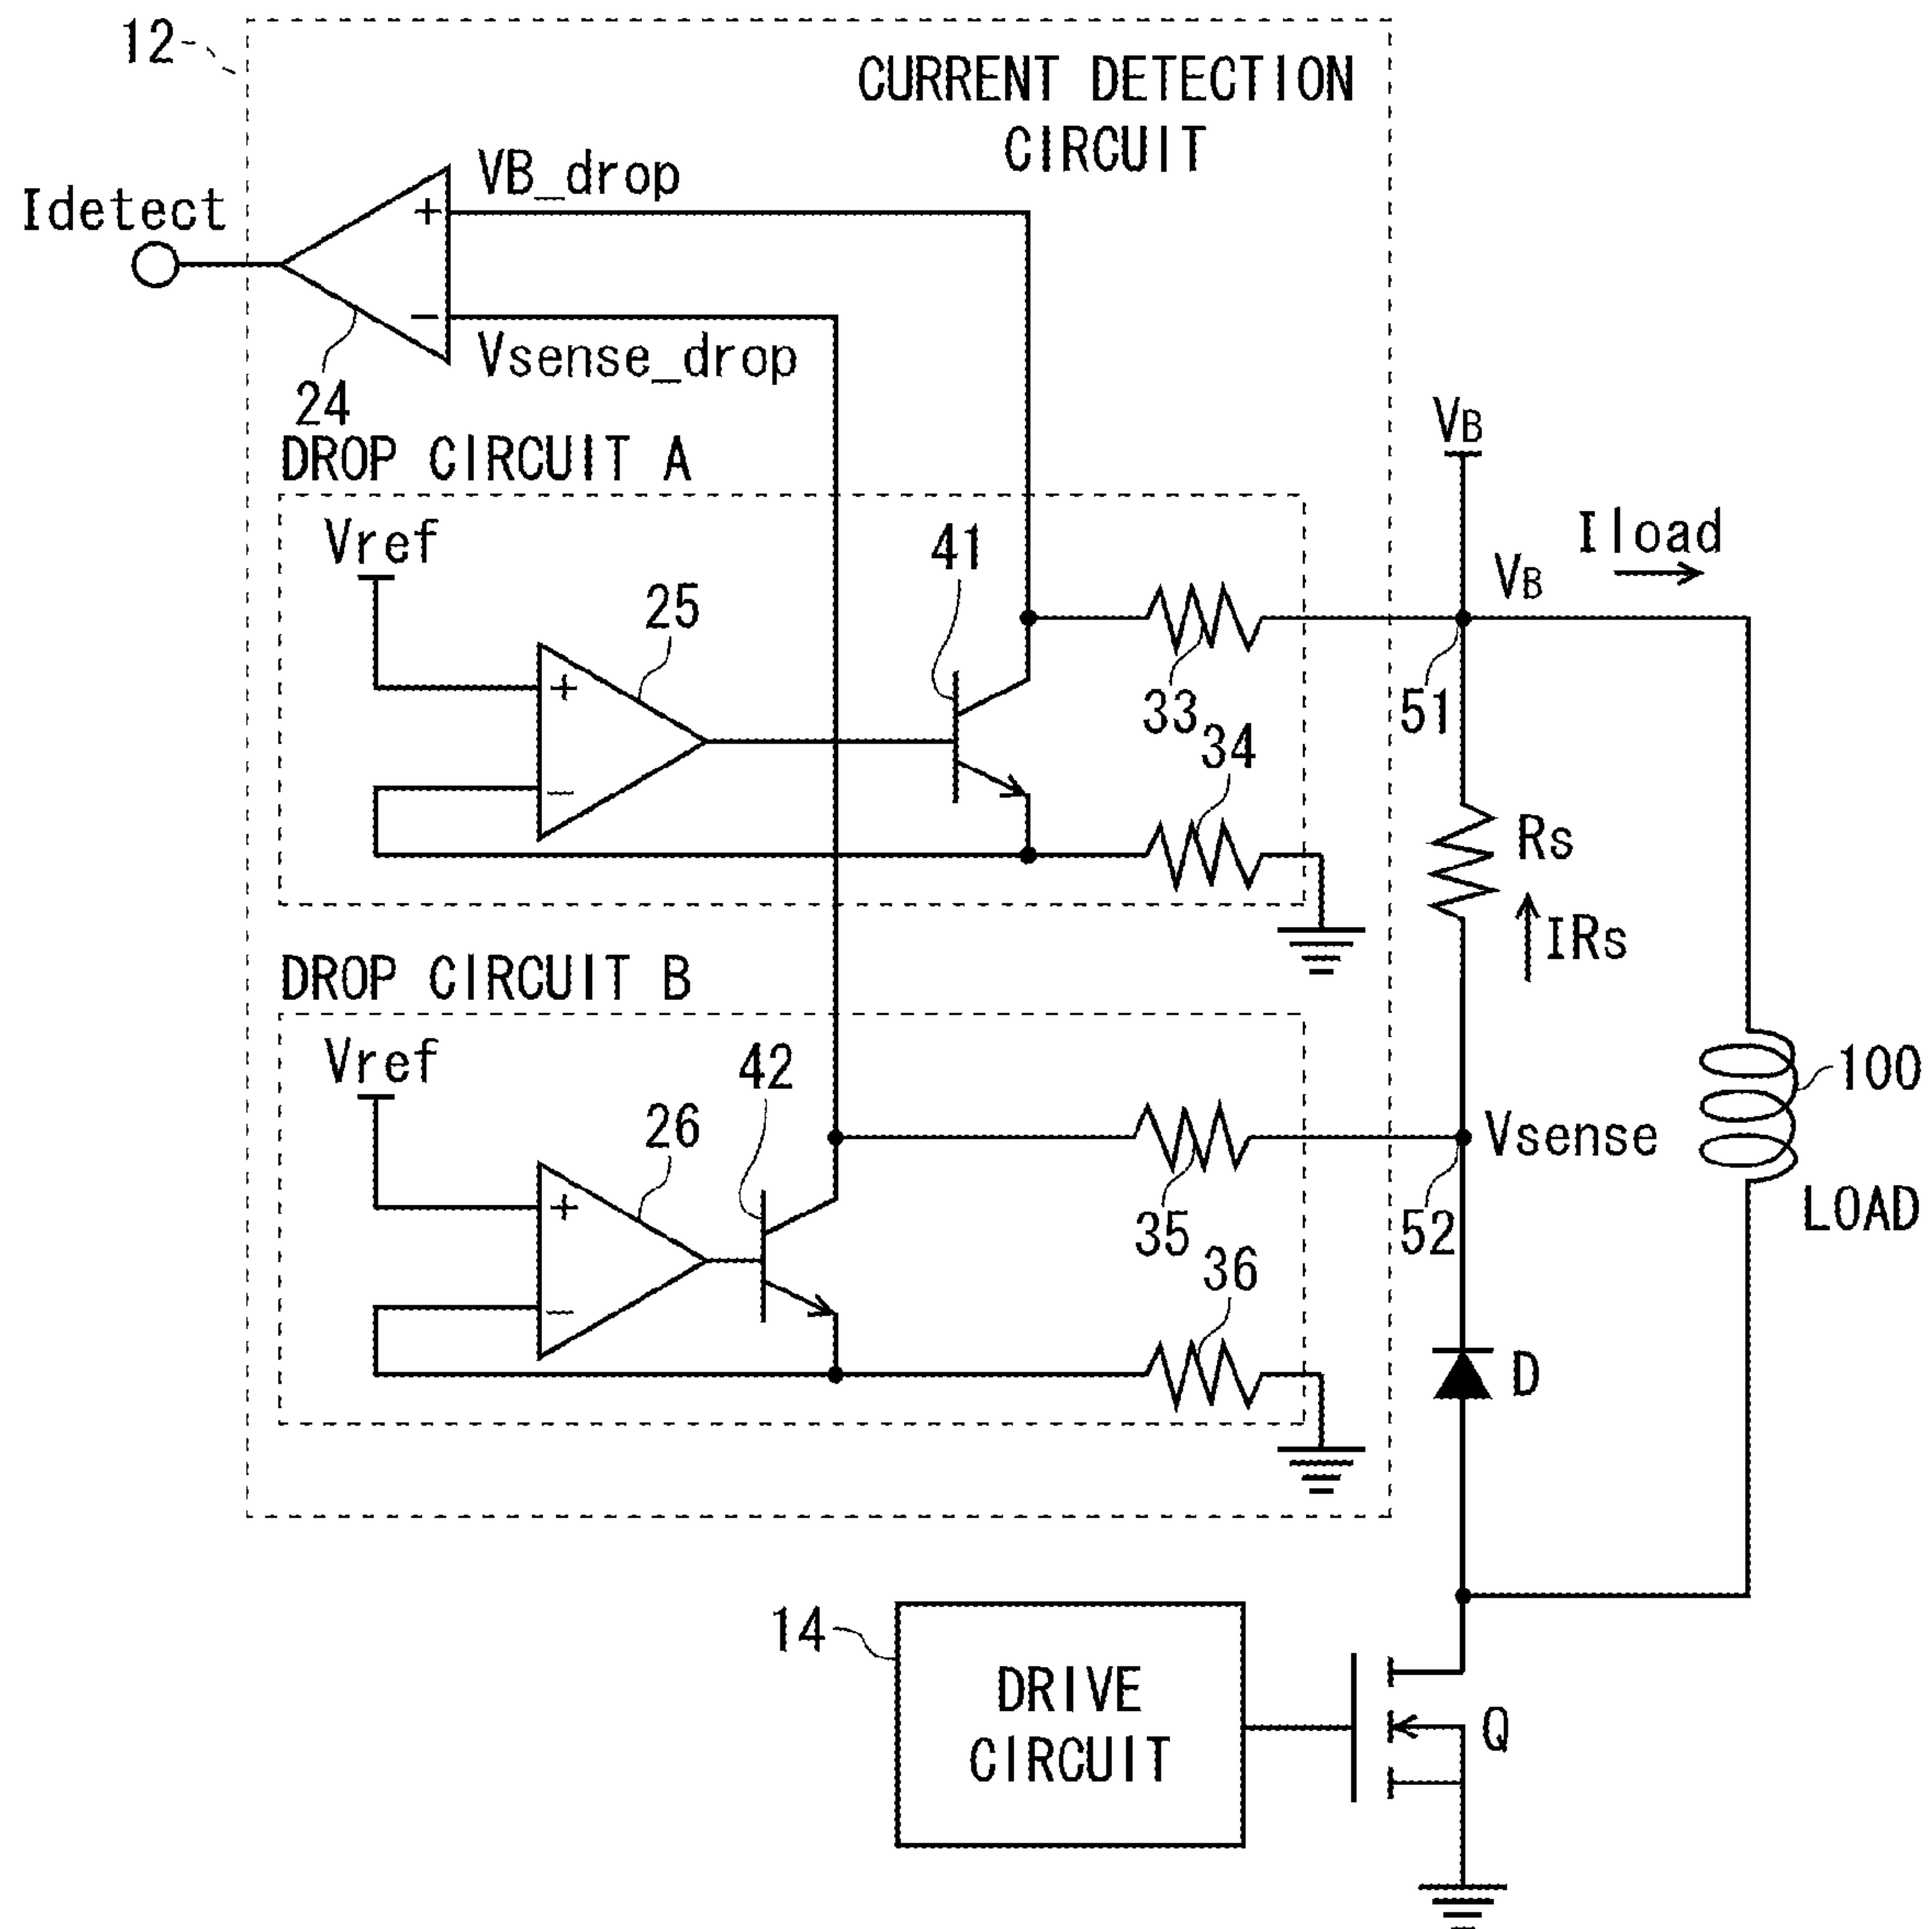 12
CURRENT DETECTION
CIRCUIT
VB_drop
Idetect
+
−
Vsense_drop
24
DROP CIRCUIT A
VB
Iload
Vref
41
VB
25
+
33
51
34
−
Rs
IRs
DROP CIRCUIT B
Vref
42
100
26
Vsense
+
35
52
LOAD
36
−
D
14
DRIVE
CIRCUIT
Q